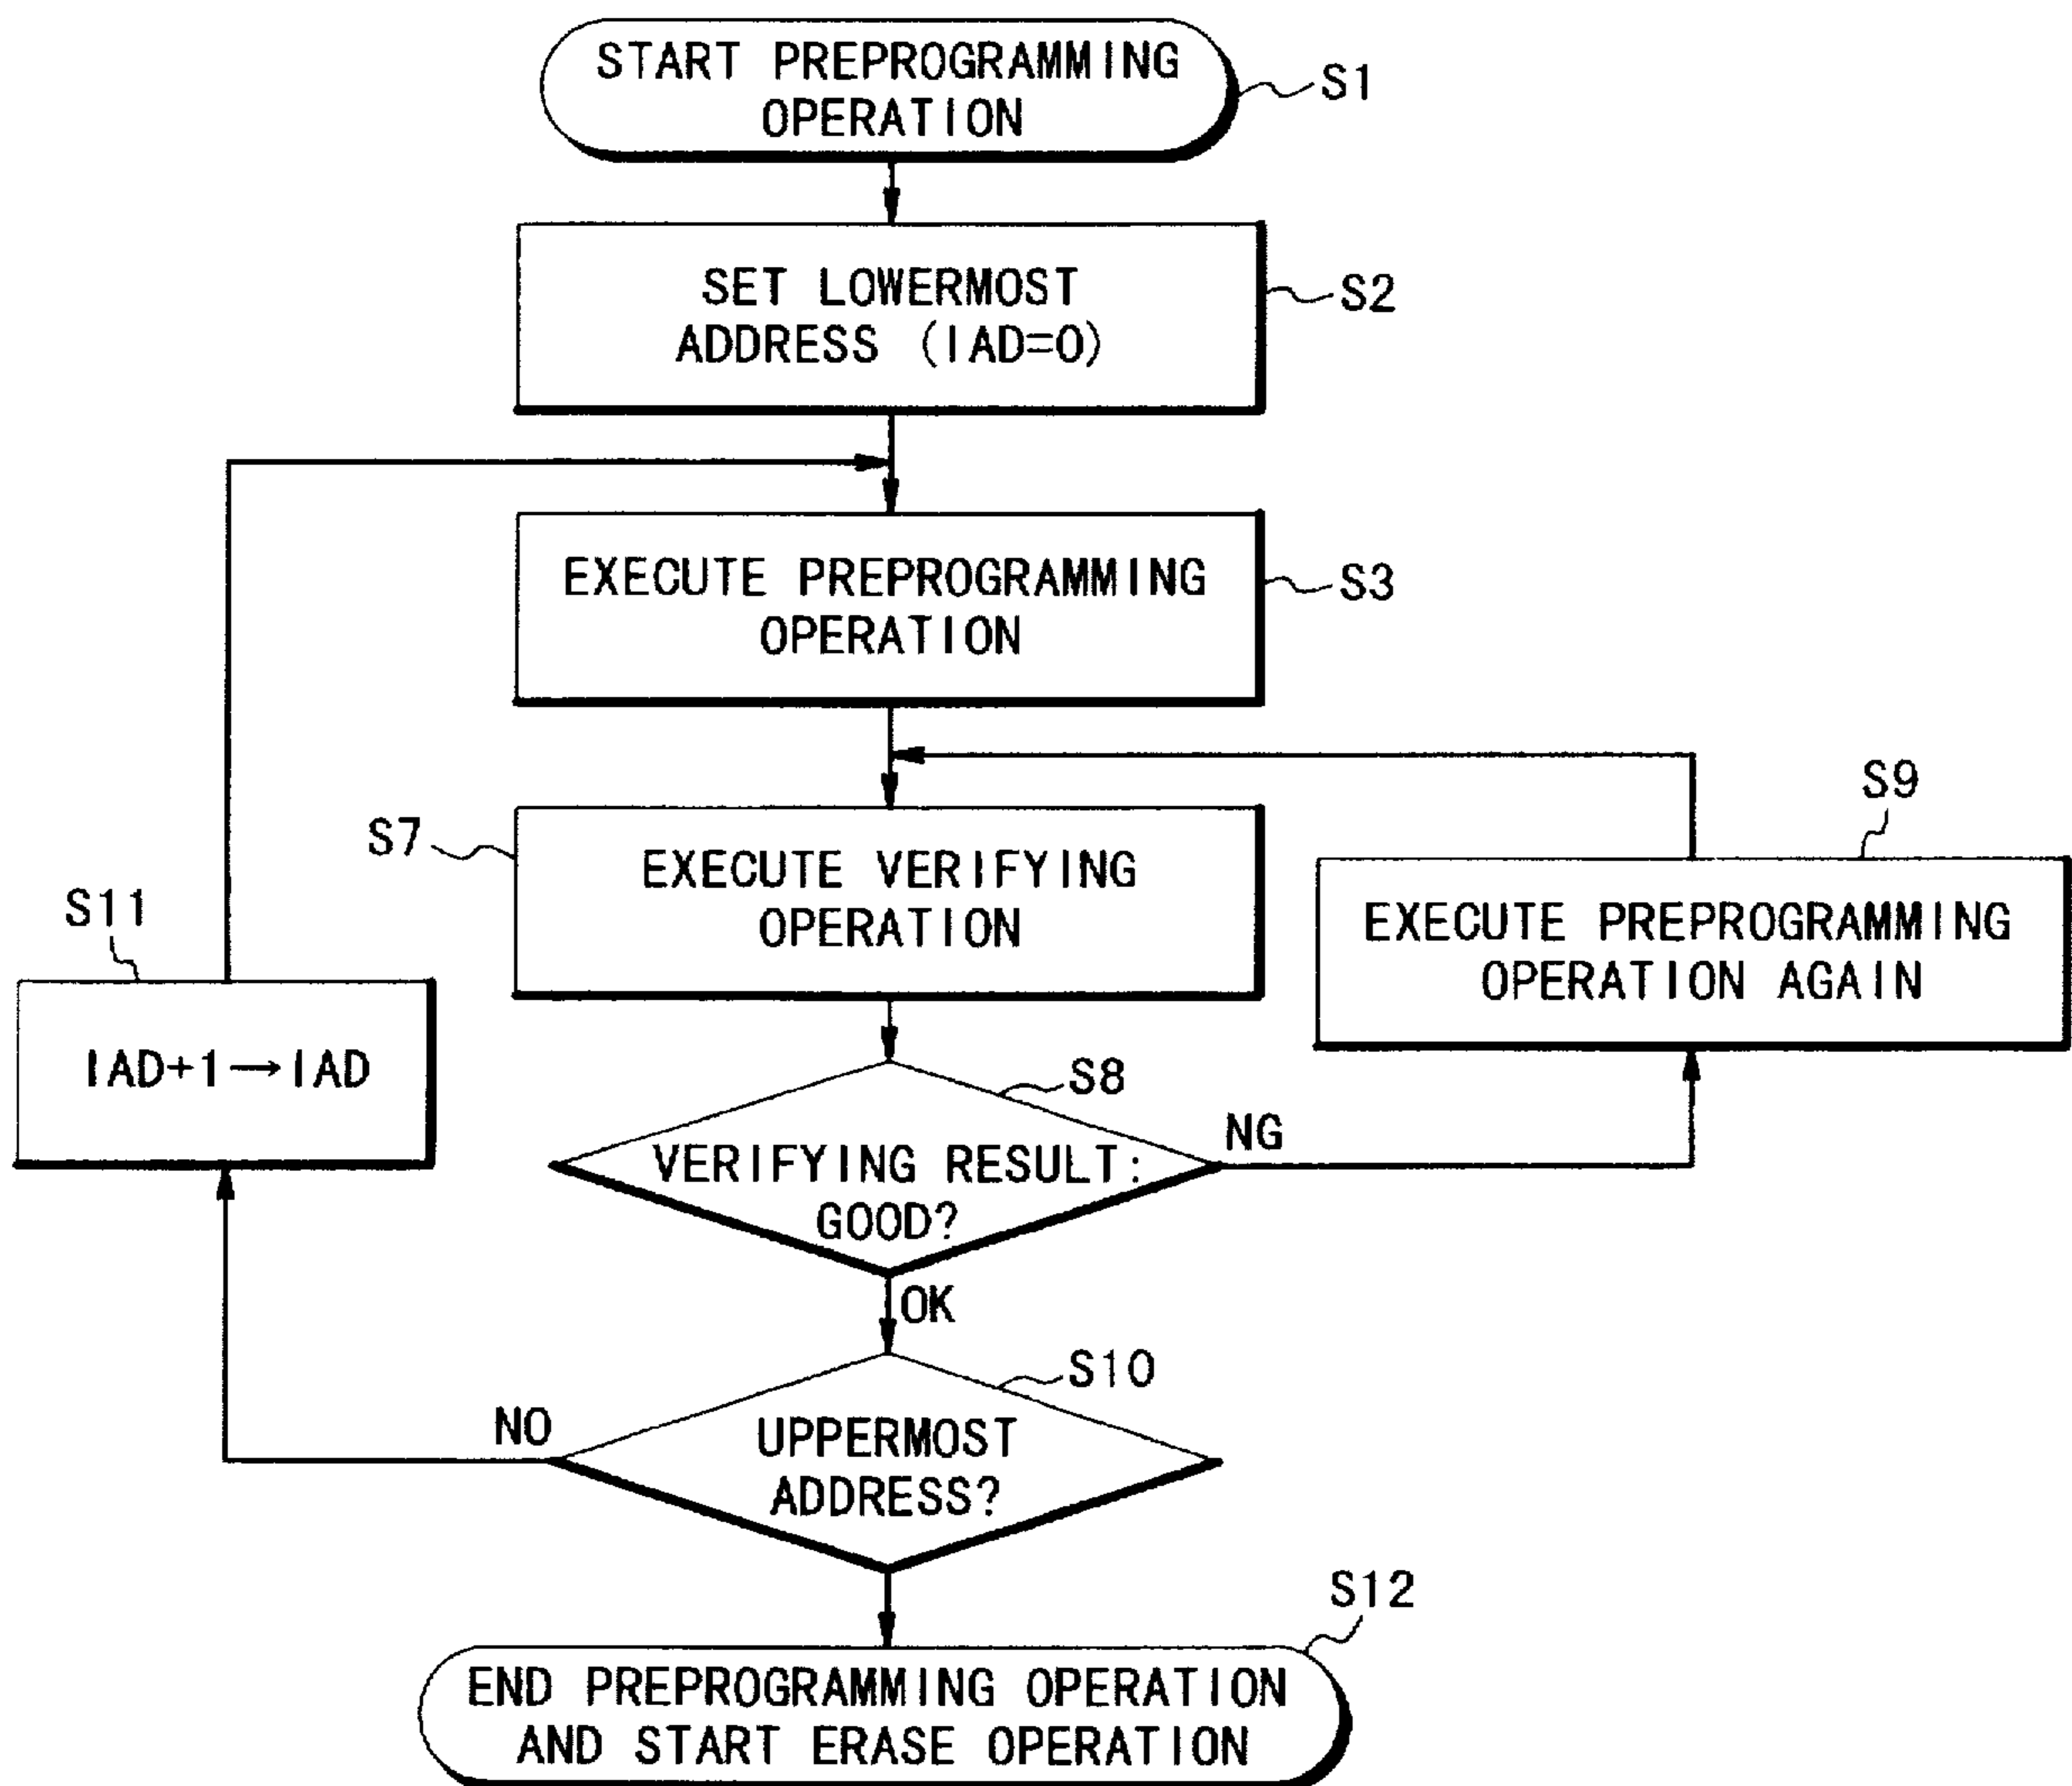 START PREPROGRAMMING
OPERATION
S1
SET LOWERMOST
ADDRESS (IAD=0)
S2
EXECUTE PREPROGRAMMING
OPERATION
S3
S7
EXECUTE VERIFYING
OPERATION
S9
EXECUTE PREPROGRAMMING
OPERATION AGAIN
S11
IAD+1→IAD
S8
VERIFYING RESULT:
GOOD?
NG
OK
S10
UPPERMOST
ADDRESS?
NO
S12
END PREPROGRAMMING OPERATION
AND START ERASE OPERATION